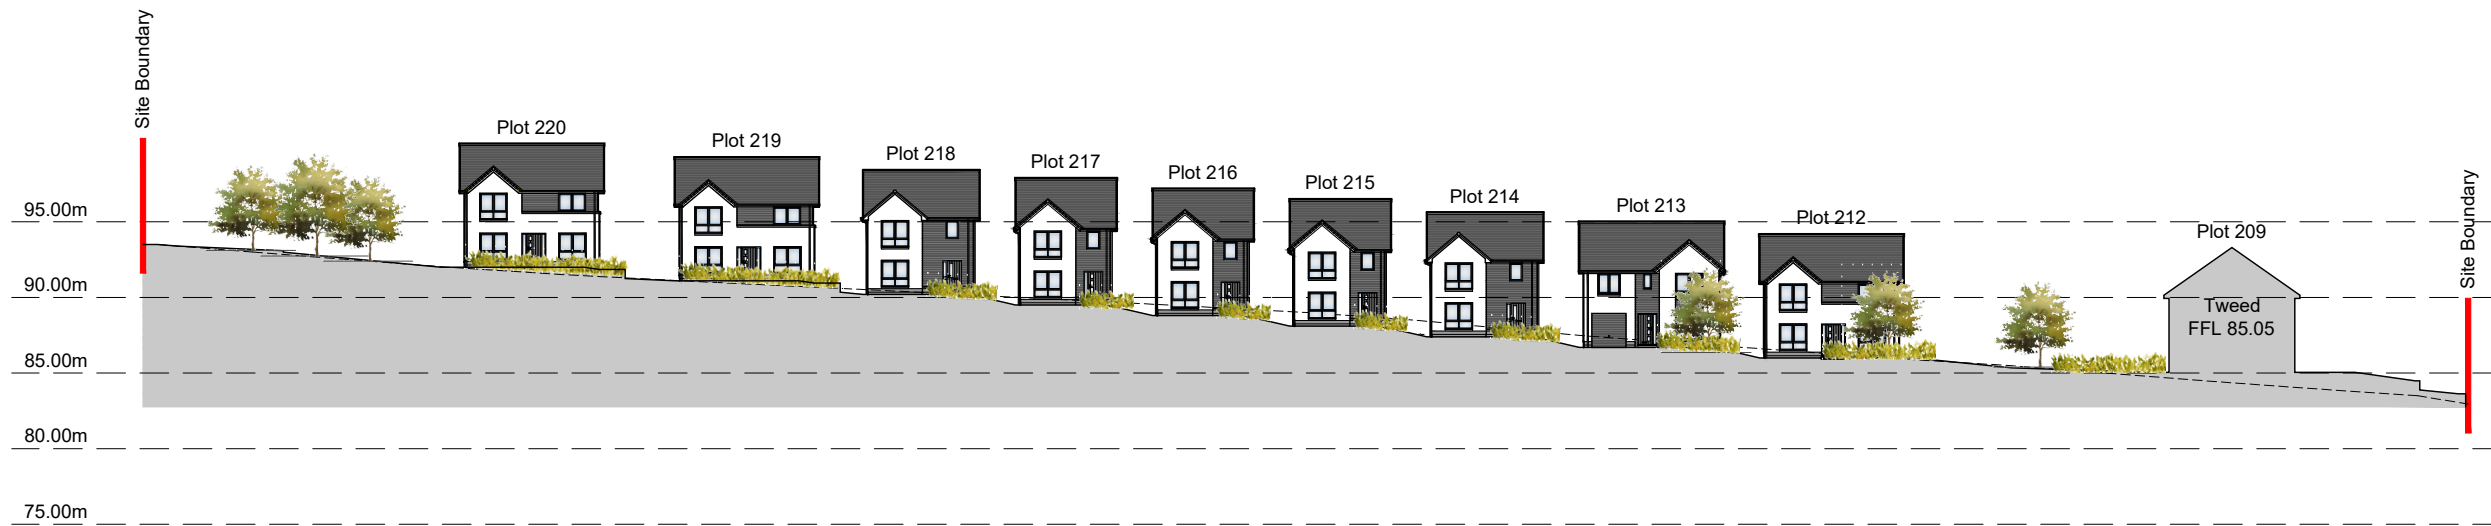 Site Boundary
Plot 220
Plot 219
Plot 218
Plot 217
Plot 216
Plot 215
Plot 214
Plot 213
Plot 212
Plot 209
Site Boundary
Tweed
FFL 85.05
95.00m
90.00m
85.00m
80.00m
75.00m